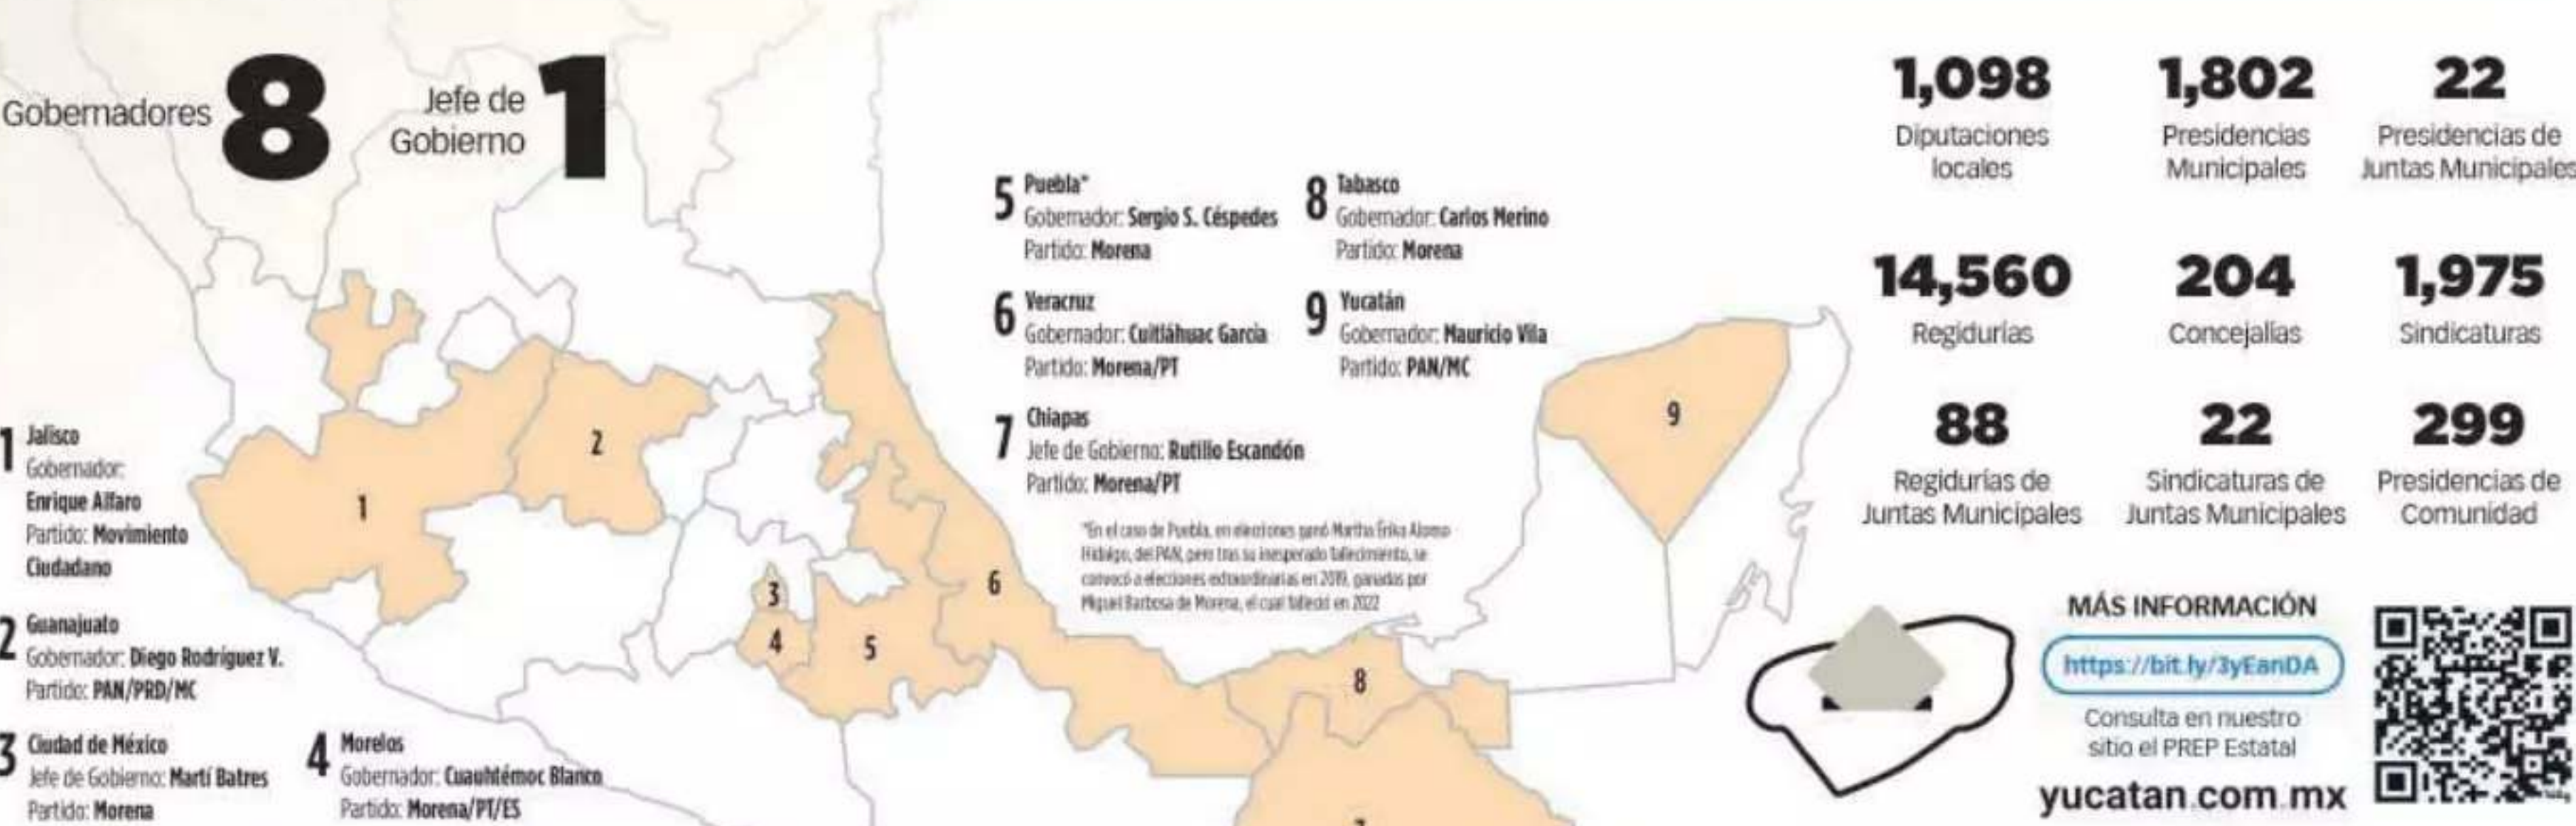 Gobernadores 8
Jefe de
Gobierno 1
1 Jalisco
Gobernador:
Enrique Alfaro
Partido: Movimiento
Ciudadano
2 Guanajuato
Gobernador: Diego Rodríguez V.
Partido: PAN/PRD/MC
3 Ciudad de México
Jefe de Gobierno: Martí Batres
Partido: Morena
4 Morelos
Gobernador: Cuauhtémoc Blanco
Partido: Morena/PT/ES
5 Puebla*
Gobernador: Sergio S. Céspedes
Partido: Morena
6 Veracruz
Gobernador: Cuitláhuac García
Partido: Morena/PT
7 Chiapas
Jefe de Gobierno: Rutilio Escandón
Partido: Morena/PT
8 Tabasco
Gobernador: Carlos Merino
Partido: Morena
9 Yucatán
Gobernador: Mauricio Vila
Partido: PAN/MC
*En el caso de Puebla, en elecciones ganó Martha Érika Alonso
Hidalgo, del PAN, pero tras su inesperado fallecimiento, se
convocó a elecciones extraordinarias en 2019, ganadas por
Miguel Barbosa de Morena, el cual falleció en 2022
1
2
3
4
5
6
8
9
1,098
Diputaciones
locales
1,802
Presidencias
Municipales
22
Presidencias de
Juntas Municipales
14,560
Regidurías
204
Concejalías
1,975
Sindicaturas
88
Regidurías de
Juntas Municipales
22
Sindicaturas de
Juntas Municipales
299
Presidencias de
Comunidad
MÁS INFORMACIÓN
https://bit.ly/3yEanDA
Consulta en nuestro
sitio el PREP Estatal
yucatan.com.mx